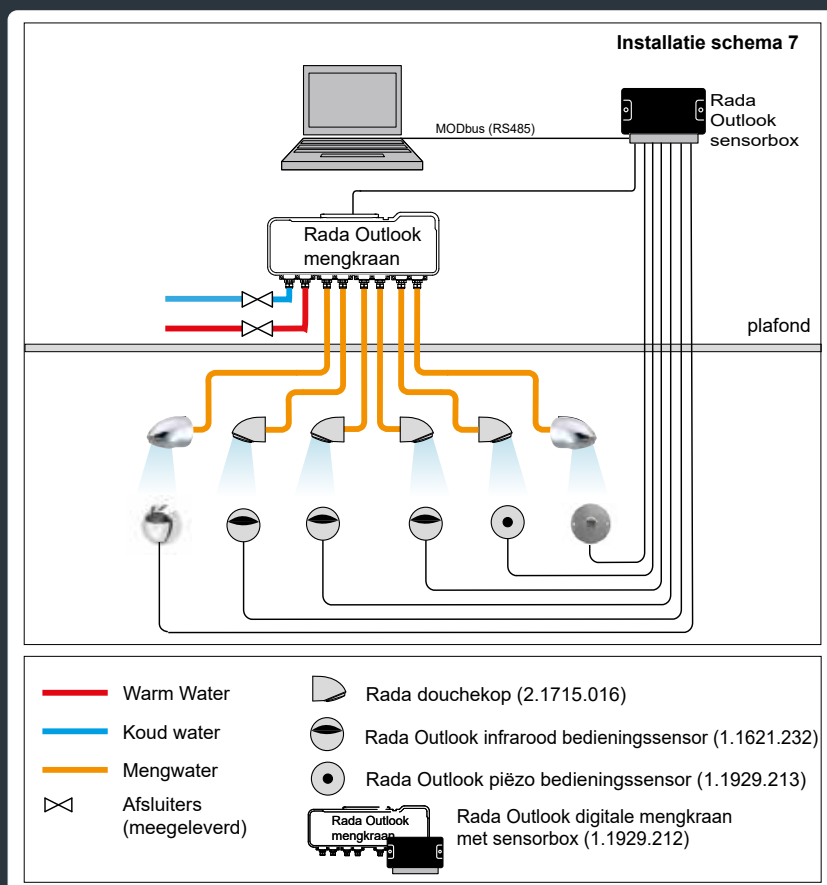 Installatie schema 7
Rada
Outlook
sensorbox
MODbus (RS485)
Rada Outlook
mengkraan
plafond
Warm Water
Koud water
Mengwater
Afsluiters
(meegeleverd)
Rada douchekop (2.1715.016)
Rada Outlook infrarood bedieningssensor (1.1621.232)
Rada Outlook piëzo bedieningssensor (1.1929.213)
Rada Outlook
mengkraan
Rada Outlook digitale mengkraan
met sensorbox (1.1929.212)